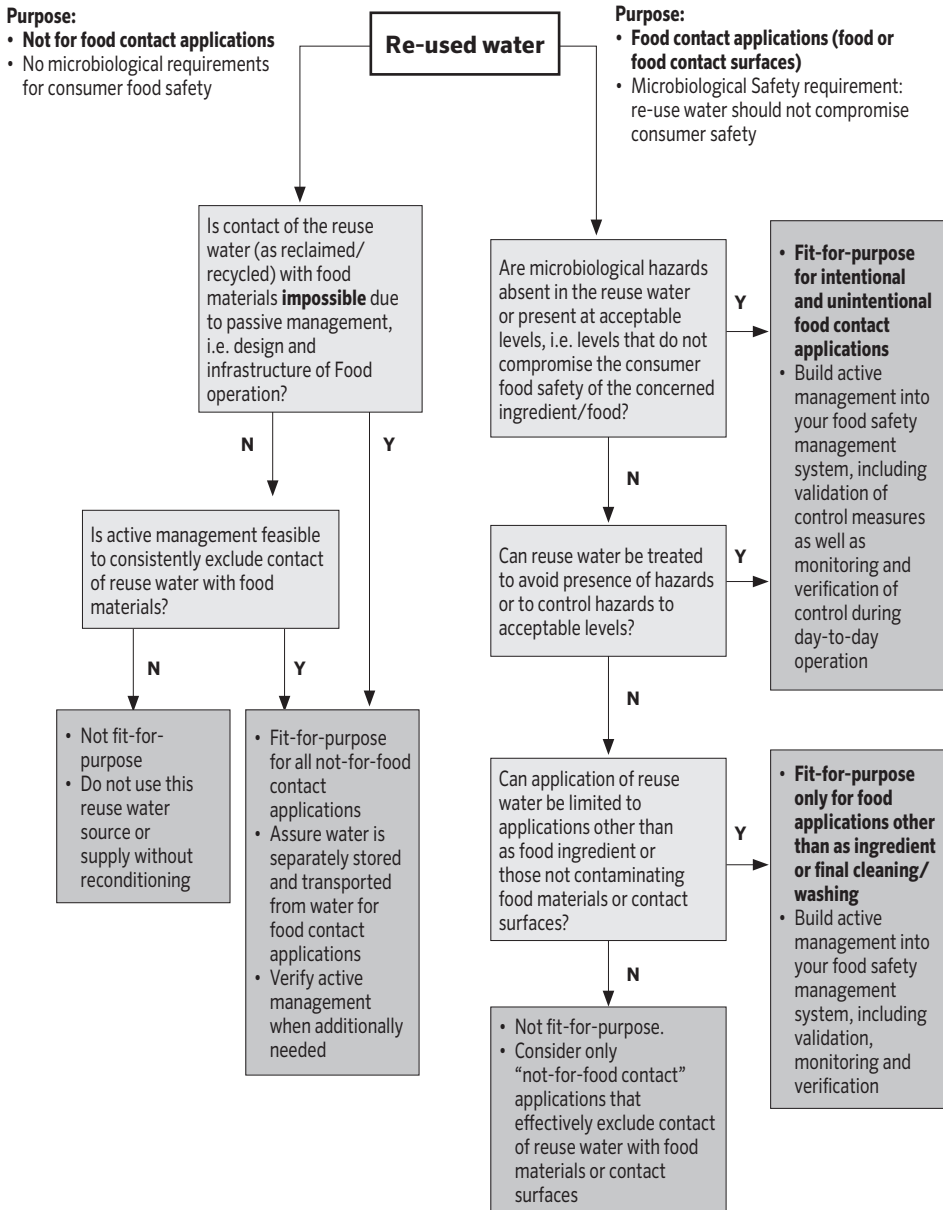 Purpose:
• Not for food contact applications
• No microbiological requirements
for consumer food safety
Re-used water
Purpose:
• Food contact applications (food or
food contact surfaces)
• Microbiological Safety requirement:
re-use water should not compromise
consumer safety
Is contact of the reuse
water (as reclaimed/
recycled) with food
materials impossible due
to passive management,
i.e. design and
infrastructure of Food
operation?
N
Y
Is active management feasible
to consistently exclude contact
of reuse water with food
materials?
N
Y
• Not fit-for-
purpose
• Do not use this
reuse water
source or
supply without
reconditioning
• Fit-for-purpose
for all not-for-food
contact
applications
• Assure water is
separately stored
and transported
from water for
food contact
applications
• Verify active
management
when additionally
needed
Are microbiological hazards
absent in the reuse water
or present at acceptable
levels, i.e. levels that do not
compromise the consumer
food safety of the concerned
ingredient/food?
Y
N
• Fit-for-purpose
for intentional
and unintentional
food contact
applications
• Build active
management into
your food safety
management
system, including
validation of
control measures
as well as
monitoring and
verification of
control during
day-to-day
operation
Can reuse water be treated
to avoid presence of hazards
or to control hazards to
acceptable levels?
Y
N
Can application of reuse
water be limited to
applications other than
as food ingredient or
those not contaminating
food materials or contact
surfaces?
Y
N
• Fit-for-purpose
only for food
applications other
than as ingredient
or final cleaning/
washing
• Build active
management into
your food safety
management
system, including
validation,
monitoring and
verification
• Not fit-for-purpose.
• Consider only
"not-for-food contact"
applications that
effectively exclude contact
of reuse water with food
materials or contact
surfaces